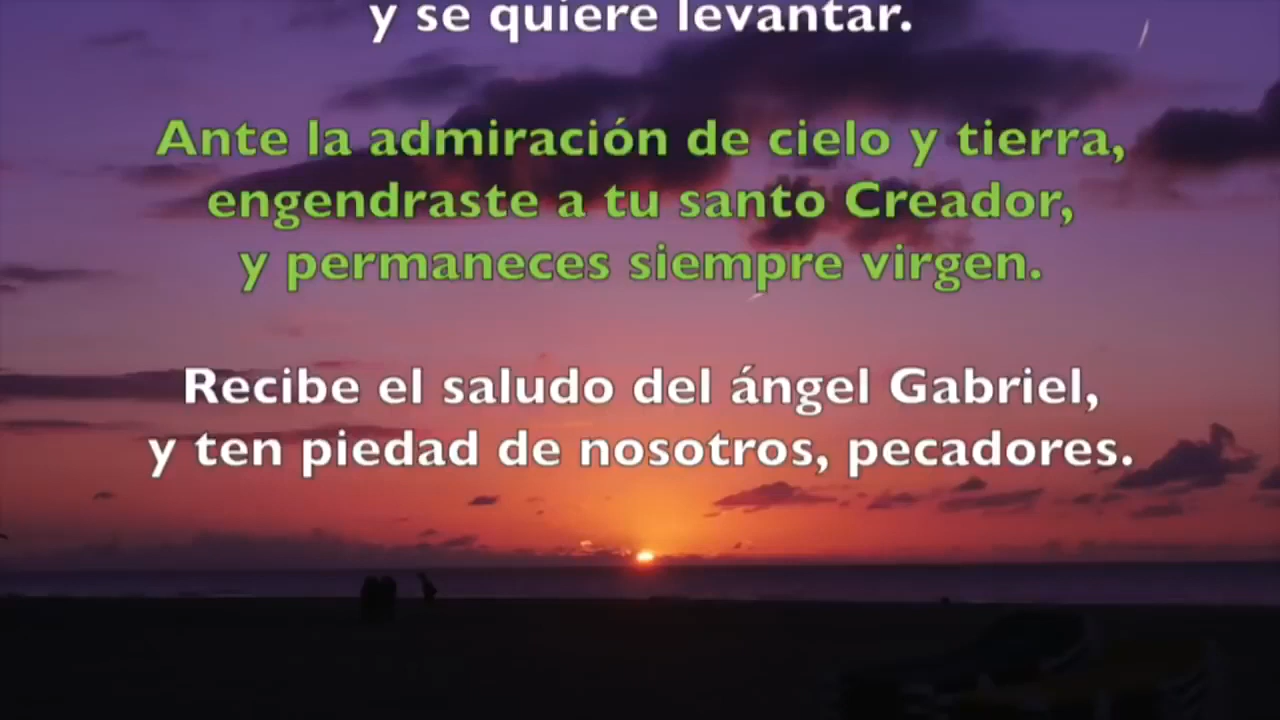 y se quiere levantar.
Ante la admiración de cielo y tierra,
engendraste a tu santo Creador,
y permaneces siempre virgen.
Recibe el saludo del ángel Gabriel,
y ten piedad de nosotros, pecadores.